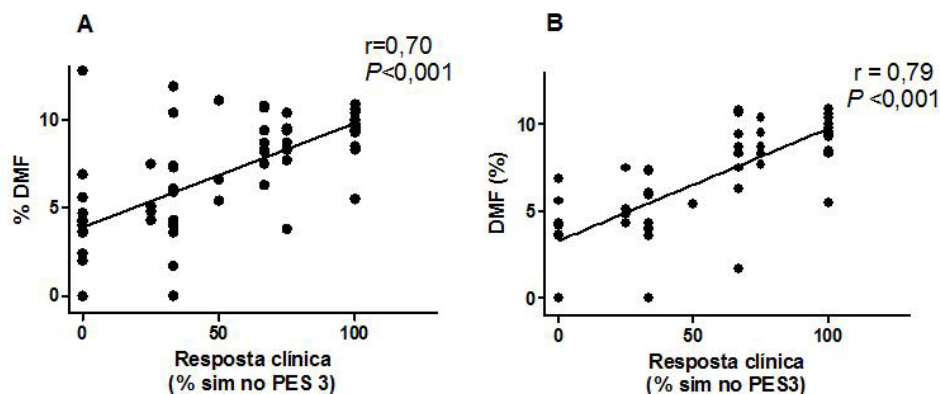 A
r=0,70
P<0,001
% DMF
10
5
0
0
50
100
Resposta clínica
(% sim no PES 3)
B
r = 0,79
P <0,001
DMF (%)
10
5
0
0
50
100
Resposta clínica
(% sim no PES3)